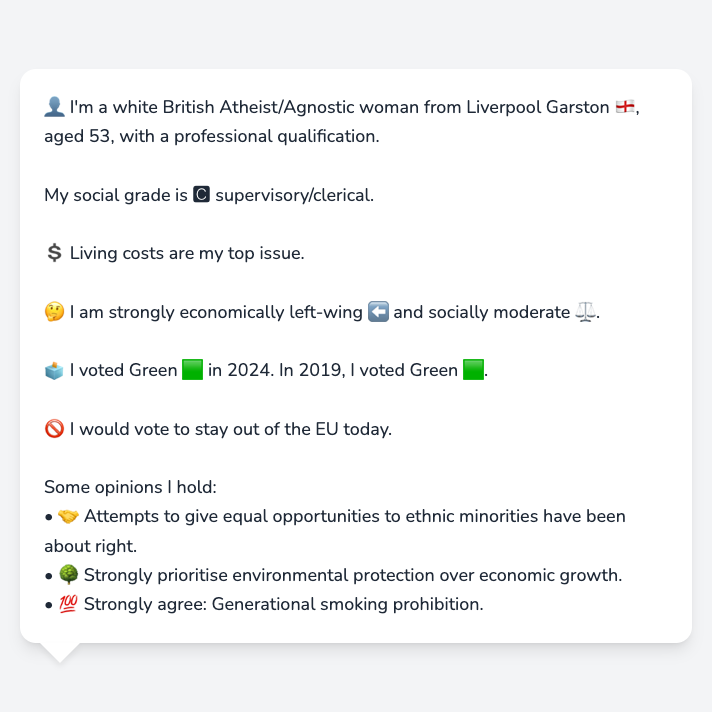 👤 I'm a white British Atheist/Agnostic woman from Liverpool Garston 🏴󠁧󠁢󠁥󠁮󠁧󠁿,
aged 53, with a professional qualification.
My social grade is 🅲 supervisory/clerical.
💲 Living costs are my top issue.
🤔 I am strongly economically left-wing ⬅️ and socially moderate ⚖️.
🗳️ I voted Green 🟩 in 2024. In 2019, I voted Green 🟩.
🚫 I would vote to stay out of the EU today.
Some opinions I hold:
• 🤝 Attempts to give equal opportunities to ethnic minorities have been
about right.
• 🌳 Strongly prioritise environmental protection over economic growth.
• 💯 Strongly agree: Generational smoking prohibition.